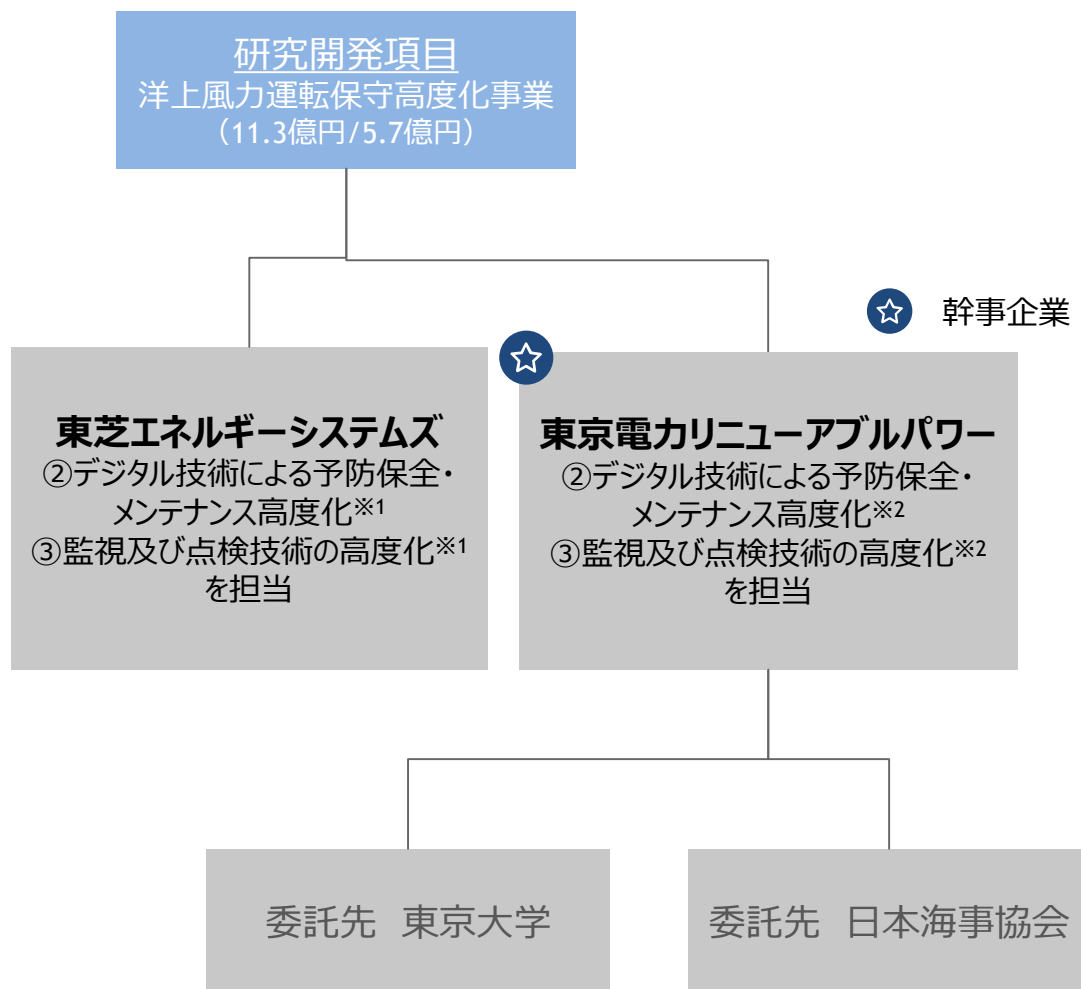 研究開発項目
洋上風力運転保守高度化事業
（11.3億円/5.7億円）
幹事企業
東芝エネルギーシステムズ
②デジタル技術による予防保全・
メンテナンス高度化※1
③監視及び点検技術の高度化※1
を担当
東京電力リニューアブルパワー
②デジタル技術による予防保全・
メンテナンス高度化※2
③監視及び点検技術の高度化※2
を担当
委託先　東京大学
委託先　日本海事協会